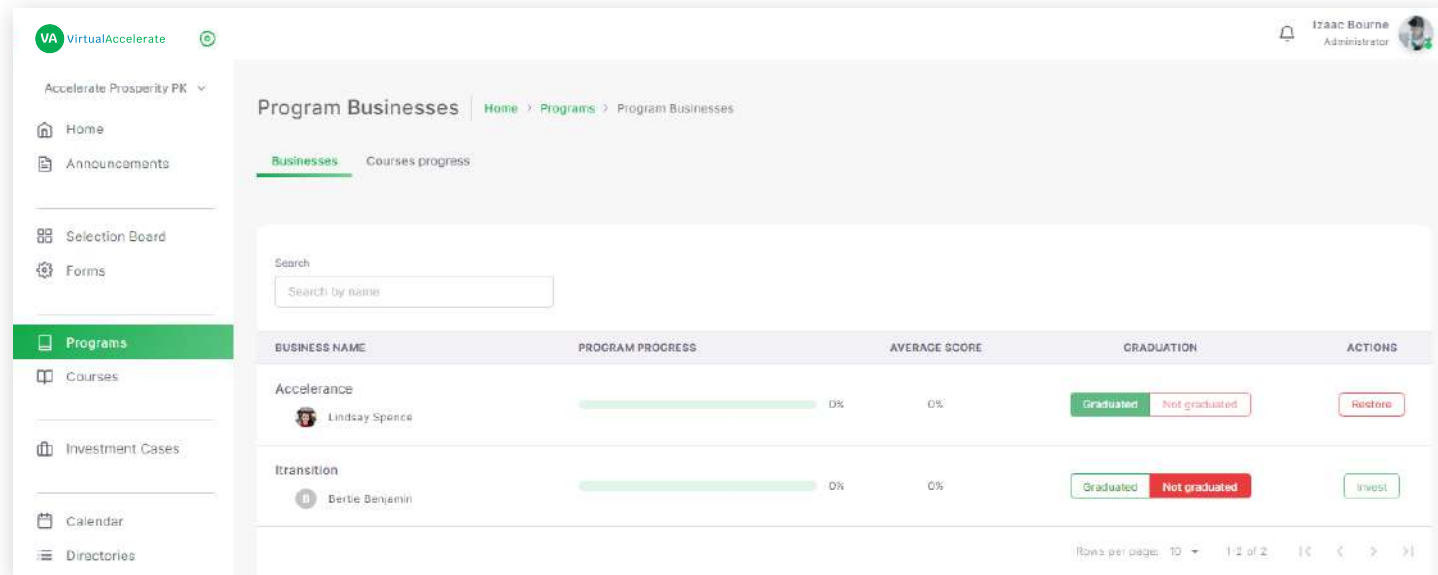 VA VirtualAccelerate
Izaac Bourne
Administrator
Accelerate Prosperity PK
Home
Announcements
Selection Board
Forms
Programs
Courses
Investment Cases
Calendar
Directories
Program Businesses
Home > Programs > Program Businesses
Businesses Courses progress
Search
Search by name
BUSINESS NAME PROGRAM PROGRESS AVERAGE SCORE GRADUATION ACTIONS
Accelerance
Lindsay Spence 0% 0% Graduated Not graduated Restore
Itransition
B Bertie Benjamin 0% 0% Graduated Not graduated Invest
Rows per page: 10 1-2 of 2